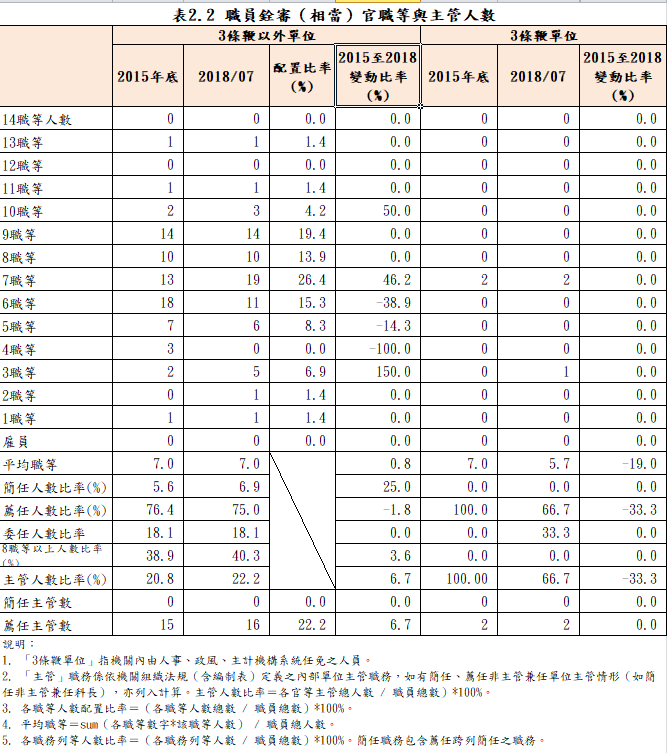 表2.2 職員銓審（相當）官職等與主管人數
3條鞭以外單位 3條鞭單位
2015年底 2018/07 配置比率(%) 2015至2018變動比率(%) 2015年底 2018/07 2015至2018變動比率(%)
14職等人數 0 0 0.0 0.0 0 0 0.0
13職等 1 1 1.4 0.0 0 0 0.0
12職等 0 0 0.0 0.0 0 0 0.0
11職等 1 1 1.4 0.0 0 0 0.0
10職等 2 3 4.2 50.0 0 0 0.0
9職等 14 14 19.4 0.0 0 0 0.0
8職等 10 10 13.9 0.0 0 0 0.0
7職等 13 19 26.4 46.2 2 2 0.0
6職等 18 11 15.3 -38.9 0 0 0.0
5職等 7 6 8.3 -14.3 0 0 0.0
4職等 3 0 0.0 -100.0 0 0 0.0
3職等 2 5 6.9 150.0 0 1 0.0
2職等 0 1 1.4 0.0 0 0 0.0
1職等 1 1 1.4 0.0 0 0 0.0
雇員 0 0 0.0 0.0 0 0 0.0
平均職等 7.0 7.0 0.8 7.0 5.7 -19.0
簡任人數比率(%) 5.6 6.9 25.0 0.0 0.0 0.0
薦任人數比率(%) 76.4 75.0 -1.8 100.0 66.7 -33.3
委任人數比率 18.1 18.1 0.0 0.0 33.3 0.0
8職等以上人數比率(%) 38.9 40.3 3.6 0.0 0.0 0.0
主管人數比率(%) 20.8 22.2 6.7 100.00 66.7 -33.3
簡任主管數 0 0 0.0 0.0 0 0 0.0
薦任主管數 15 16 22.2 6.7 2 2 0.0
說明：
1. 「3條鞭單位」指機關內由人事、政風、主計機構系統任免之人員。
2. 「主管」職務係依機關組織法規（含編制表）定義之內部單位主管職務，如有簡任、薦任非主管兼任單位主管情形（如簡
任非主管兼任科長），亦列入計算。主管人數比率＝各官等主管總人數 / 職員總數）*100%。
3. 各職等人數配置比率＝（各職等人數總數 / 職員總數）*100%。
4. 平均職等＝sum（各職等數字*該職等人數） / 職員總人數。
5. 各職務列等人數比率＝（各職務列等人數 / 職員總數）*100%。簡任職務包含薦任跨列簡任之職務。